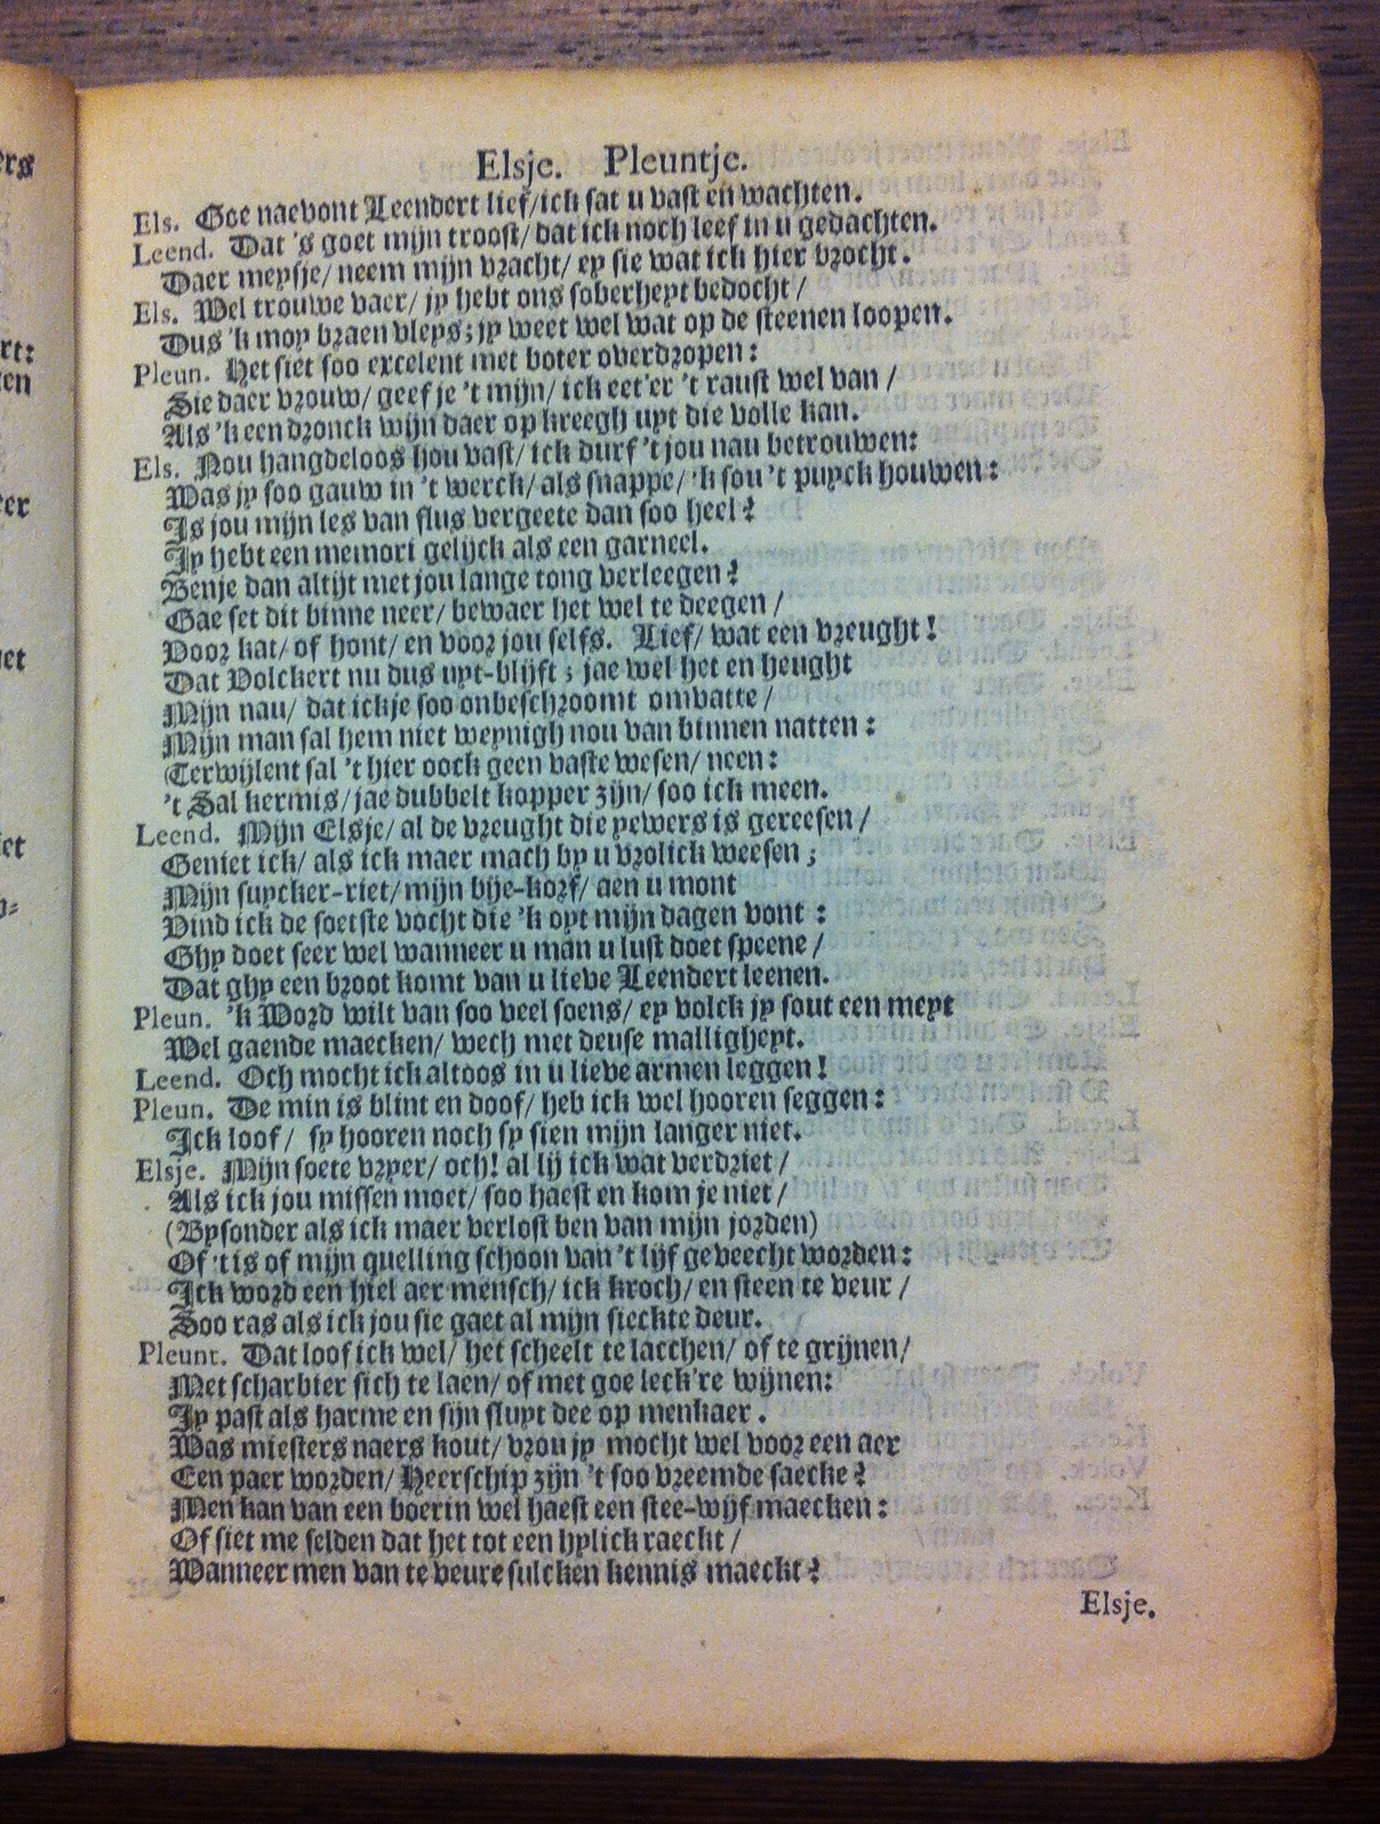 Elsje. Pleuntje.
Els. Goe naevont Leendert lief/ ick sat u vast en wachten.
Leend. Dat 's goet mijn troost/ dat ick noch leef in u gedachten.
Daer meysje/ neem mijn vracht/ ey sie wat ick hier vrocht.
Els. Wel trouwe vaer/ jy hebt ons soberheyt bedocht/
Dus 'k moy braen vleys; jy weet wel wat op de steenen loopen.
Pleun. Het siet soo excelent met boter overdropen:
Sie daer vrouw/ geef je 't mijn/ ick eet'er 't raust wel van/
Als 'k een dronck wijn daer op kreegh uyt die volle kan.
Els. Nou hangdeloos hou vast/ ick durf 't jou nau betrouwen:
Was jy soo gauw in 't werck/ als snappe/ 'k sou 't puyck houwen:
Is jou mijn les van flus vergeete dan soo heel?
Jy hebt een memori gelijck als een garneel.
Benje dan altijt met jou lange tong verleegen?
Gae set dit binne neer/ bewaer het wel te deegen/
Voor kat/ of hont/ en voor jou selfs. Lief/ wat een vreught!
Dat Volckert nu dus uyt-blijft; jae wel het en heught
Mijn nau/ dat ickje soo onbeschroomt omvatte/
Mijn man sal hem niet weynigh nou van binnen natten:
Terwijlent sal 't hier oock geen vaste wesen/ neen:
't Sal kermis/ jae dubbelt kopper zijn/ soo ick meen.
Leend. Mijn Elsje/ al de vreught die yewers is gereesen/
Geniet ick/ als ick maer mach by u vrolick weesen;
Mijn suycker-riet/ mijn bije-korf/ aen u mont
Vind ick de soetste vocht die 'k oyt mijn dagen vont:
Ghy doet seer wel wanneer u man u lust doet speene/
Dat ghy een broot komt van u lieve Leendert leenen.
Pleun. 'k Word wilt van soo veel soens/ ey volck jy sout een meyt
Wel gaende maecken/ wech met deuse mallighept.
Leend. Och mocht ick altoos in u lieve armen leggen!
Pleun. De min is blint en doof/ heb ick wel hooren seggen:
Ick loof/ sy hooren noch sy sien mijn langer niet.
Elsje. Mijn soete vryer/ och! al lij ick wat verdriet/
Als ick jou missen moet/ soo haest en kom je niet/
(Bysonder als ick maer verlost ben van mijn jorden)
Of 'tis of mijn quelling schoon van 't lijf geveecht worden:
Ick word een hiel aer mensch/ ick kroch/ en steen te veur/
Soo ras als ick jou sie gaet al mijn sieckte deur.
Pleunt. Dat loof ick wel/ het scheelt te lacchen/ of te grijnen/
Met scharbier sich te laen/ of met goe leck're wijnen:
Jy past als harme en sijn sluyt dee op menkaer.
Was miesters naers kout/ vrou jy mocht wel voor een aer
Een paer worden/ Heerschip zijn 't soo vreemde saecke?
Men kan van een boerin wel haest een stee-wijf maecken:
Of siet me selden dat het tot een hylick raeckt/
Wanneer men van te veure sulcken kennis maeckt?
Elsje.